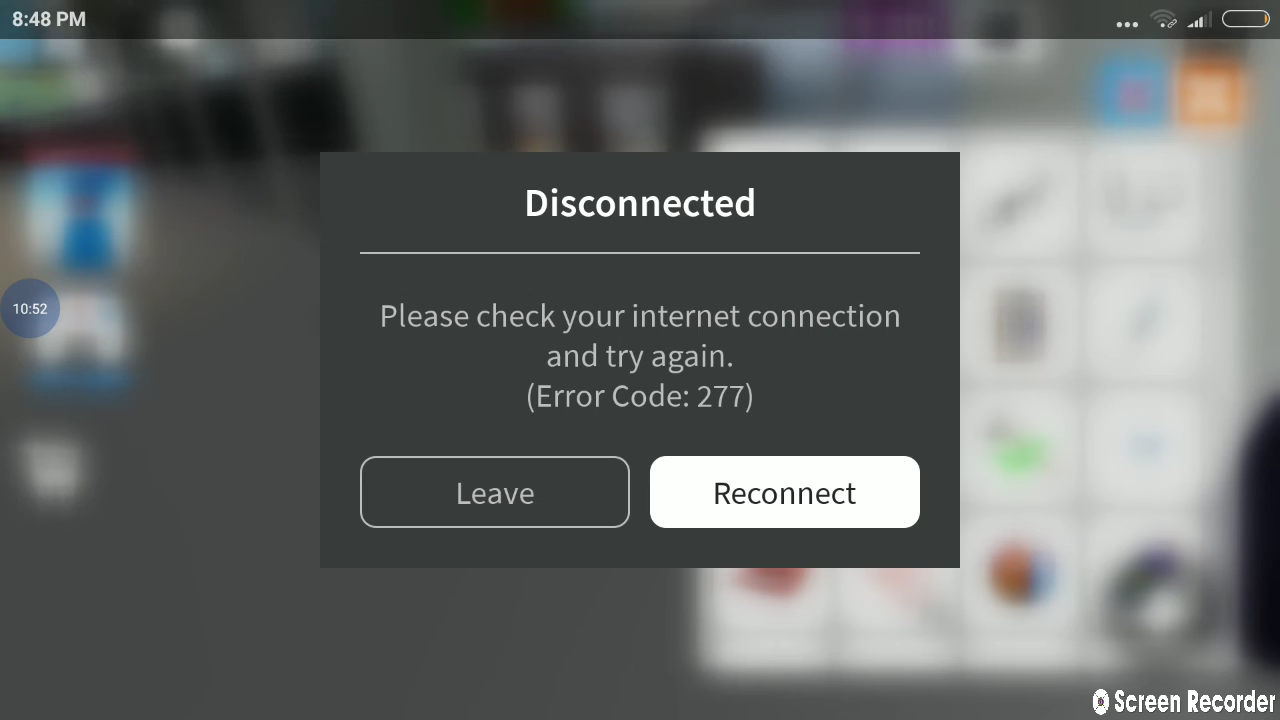 8:48 PM
Disconnected
10:52
Please check your internet connection
and try again.
(Error Code: 277)
Leave
Reconnect
Screen Recorder